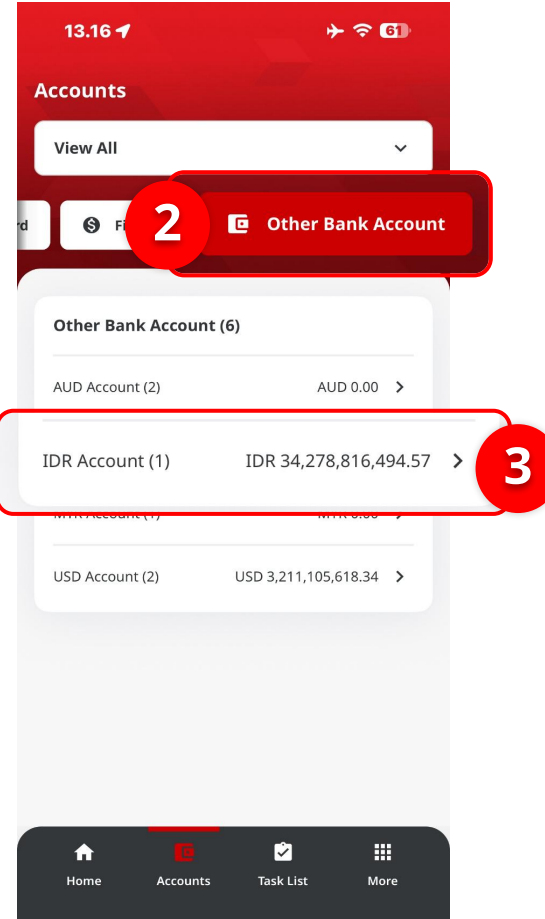 13.16
61
Accounts
View All
rd
Fi
2
Other Bank Account
Other Bank Account (6)
AUD Account (2) AUD 0.00
IDR Account (1) IDR 34,278,816,494.57
3
USD Account (2) USD 3,211,105,618.34
Home Accounts Task List More